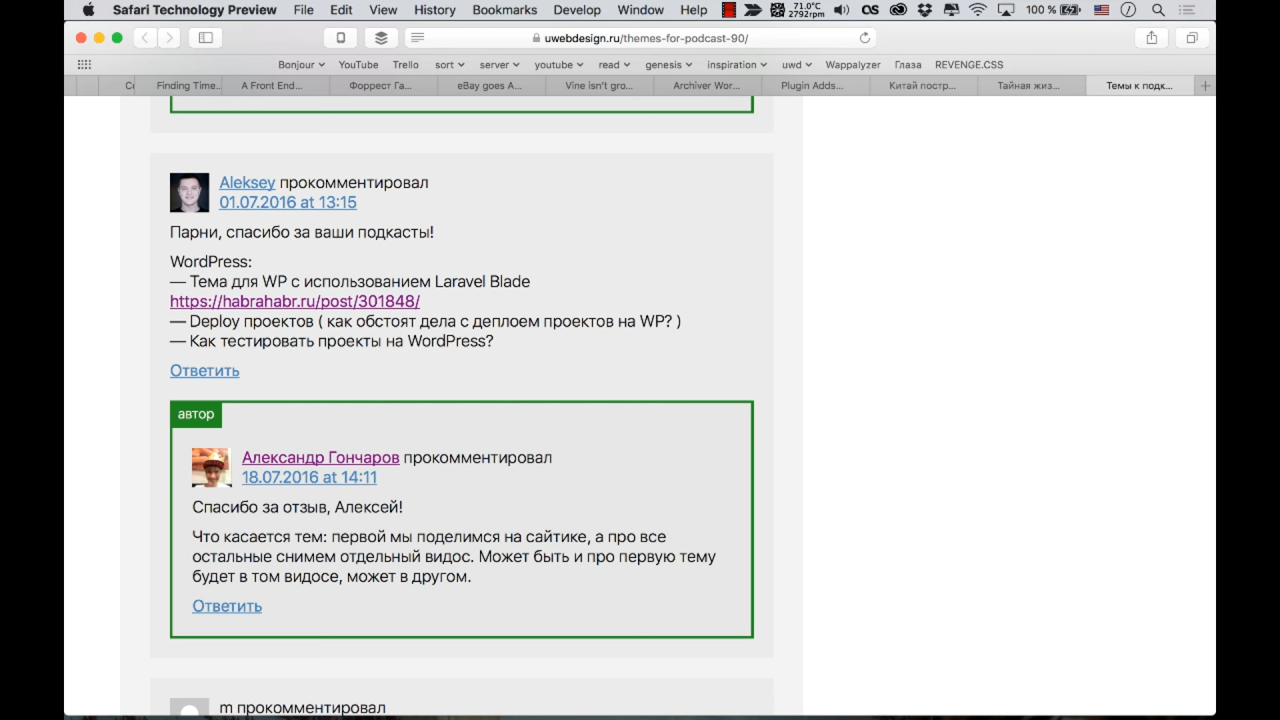 Safari Technology Preview File Edit View History Bookmarks Develop Window Help 71.0°C 2792rpm 100 %
uwebdesign.ru/themes-for-podcast-90/
Bonjour YouTube Trello sort server youtube read genesis inspiration uwd Wappalyzer Глаза REVENGE.CSS
Finding Time... A Front End... Форрест Га... eBay goes A... Vine isn't gro... Archiver Wor... Plugin Adds... Китай постр... Тайная жиз... Темы к подк...
Aleksey прокомментировал
01.07.2016 at 13:15
Парни, спасибо за ваши подкасты!
WordPress:
— Тема для WP с использованием Laravel Blade
https://habrahabr.ru/post/301848/
— Deploy проектов ( как обстоят дела с деплоем проектов на WP? )
— Как тестировать проекты на WordPress?
Ответить
автор
Александр Гончаров прокомментировал
18.07.2016 at 14:11
Спасибо за отзыв, Алексей!
Что касается тем: первой мы поделимся на сайтике, а про все
остальные снимем отдельный видос. Может быть и про первую тему
будет в том видосе, может в другом.
Ответить
m прокомментировал